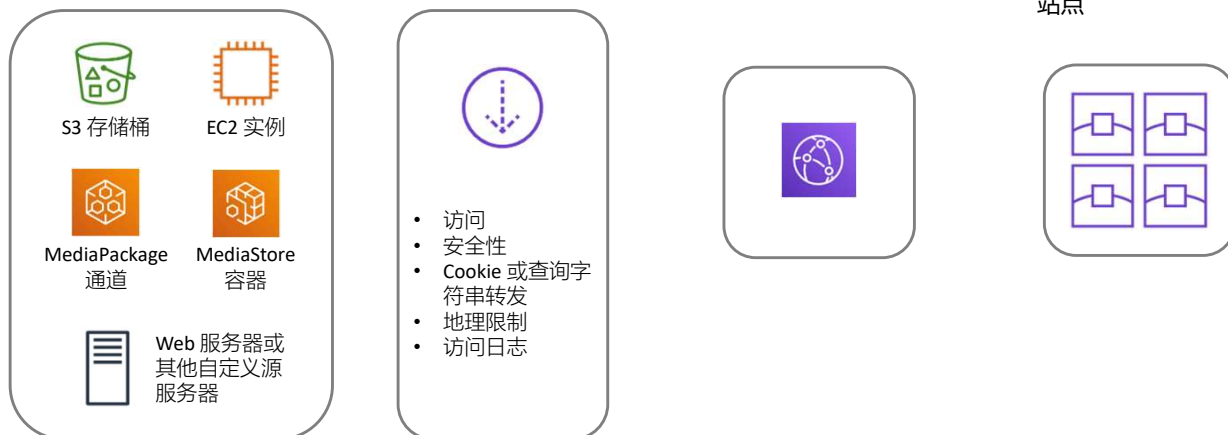 站点
S3 存储桶
EC2 实例
MediaPackage
通道
MediaStore
容器
Web 服务器或
其他自定义源
服务器
• 访问
• 安全性
• Cookie 或查询字
符串转发
• 地理限制
• 访问日志